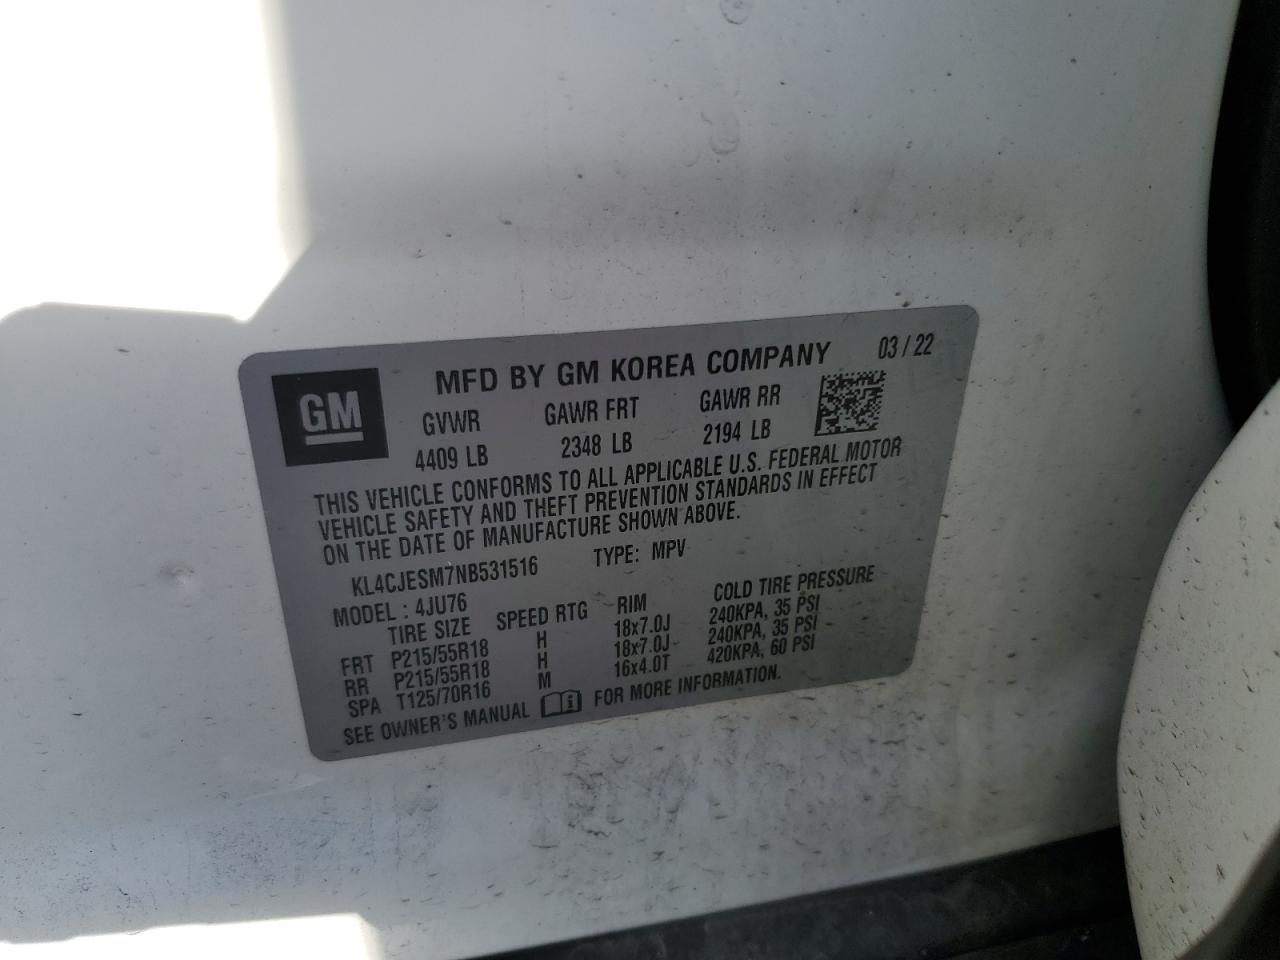 GM
MFD BY GM KOREA COMPANY 03 / 22
GVWR GAWR FRT GAWR RR
4409 LB 2348 LB 2194 LB
THIS VEHICLE CONFORMS TO ALL APPLICABLE U.S. FEDERAL MOTOR
VEHICLE SAFETY AND THEFT PREVENTION STANDARDS IN EFFECT
ON THE DATE OF MANUFACTURE SHOWN ABOVE.
KL4CJESM7NB531516 TYPE: MPV
MODEL : 4JU76
TIRE SIZE SPEED RTG RIM COLD TIRE PRESSURE
FRT P215/55R18 H 18x7.0J 240KPA, 35 PSI
RR P215/55R18 H 18x7.0J 240KPA, 35 PSI
SPA T125/70R16 M 16x4.0T 420KPA, 60 PSI
SEE OWNER'S MANUAL i FOR MORE INFORMATION.